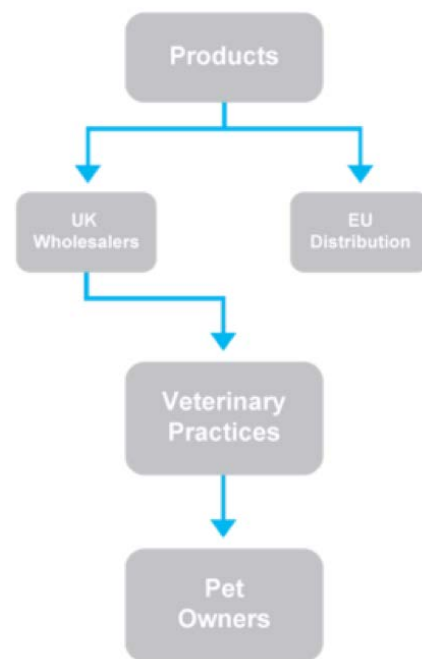 Products
UK
Wholesalers
EU
Distribution
Veterinary
Practices
Pet
Owners